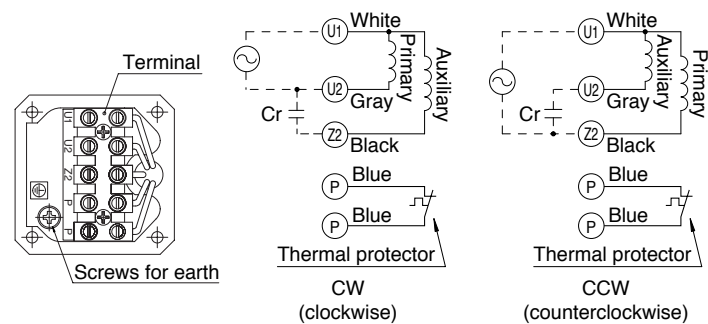 Terminal
U1
U2
Z2
P
P
Screws for earth
U1
White
U2
Gray
Cr
Z2
Black
Primary
Auxiliary
P
Blue
P
Blue
Thermal protector
CW
(clockwise)
U1
White
U2
Gray
Cr
Z2
Black
Auxiliary
Primary
P
Blue
P
Blue
Thermal protector
CCW
(counterclockwise)